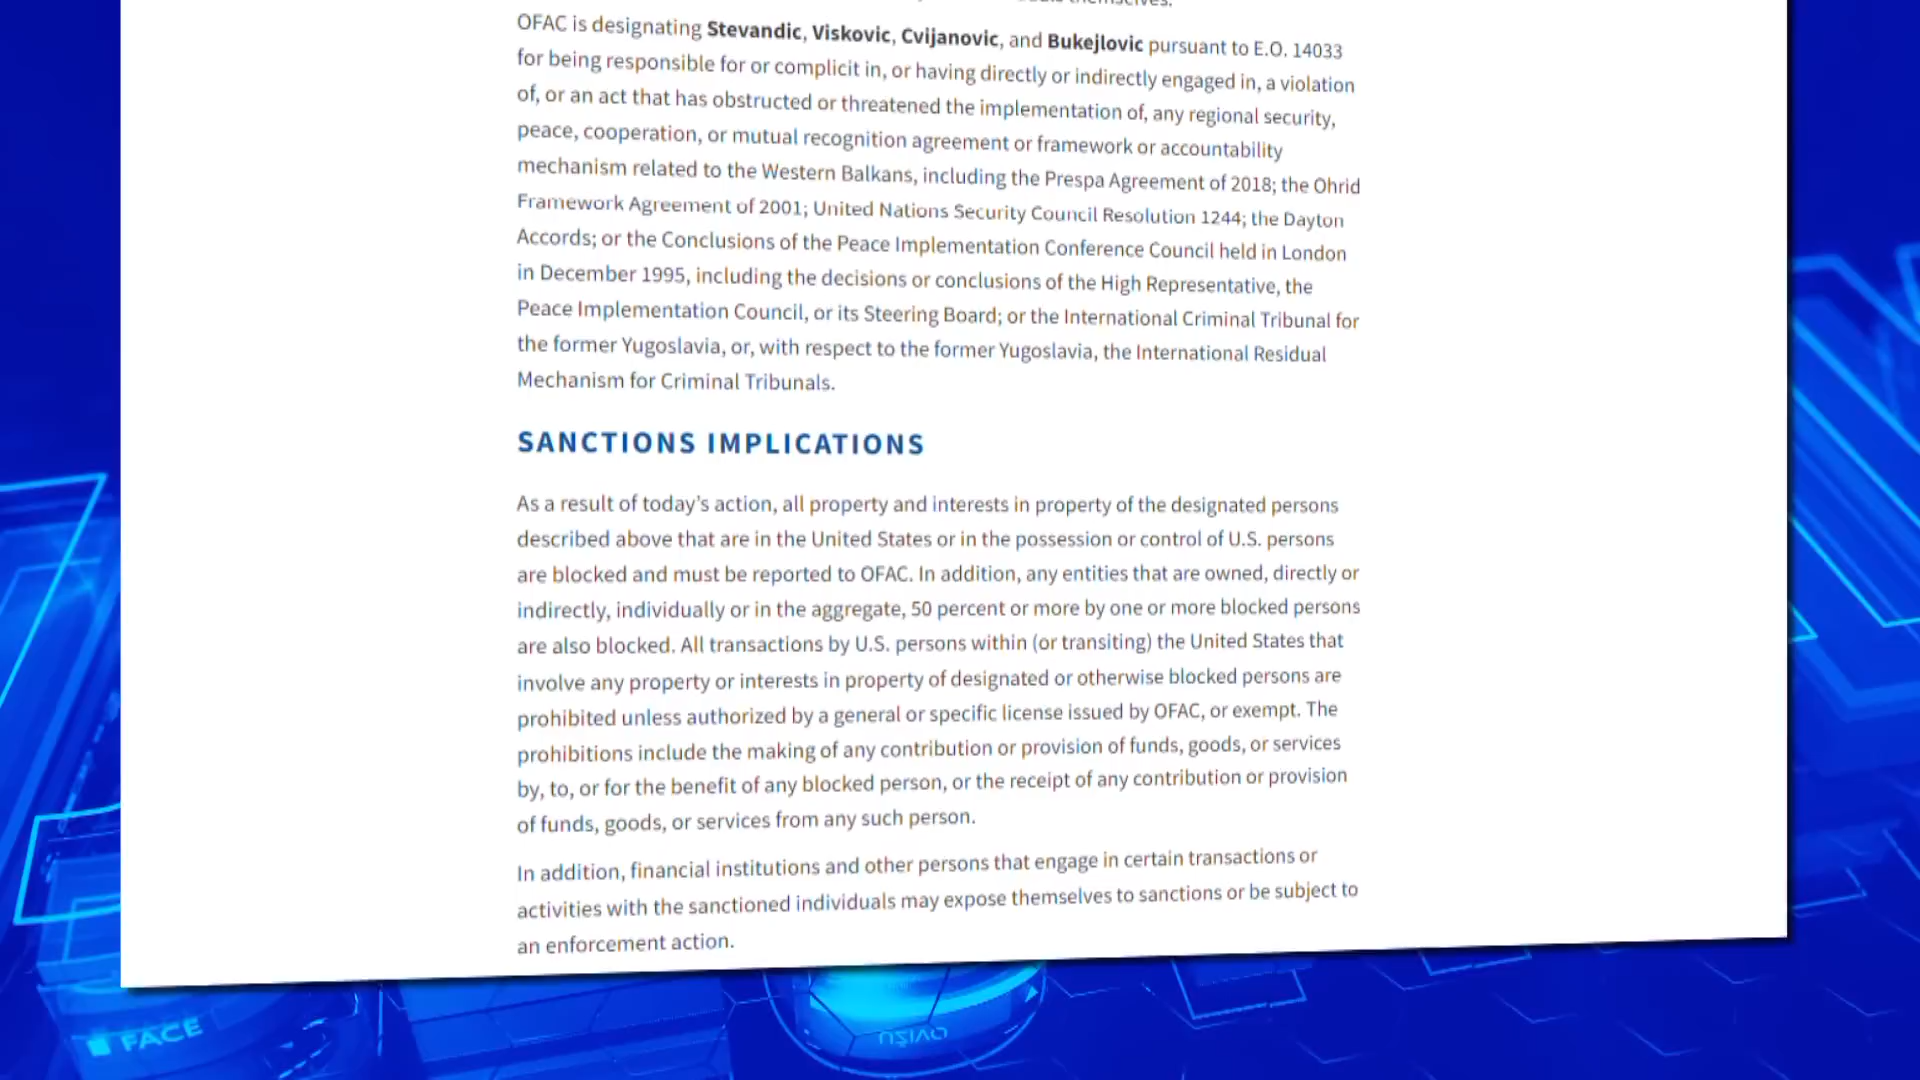 themselves.
OFAC is designating Stevandic, Viskovic, Cvijanovic, and Bukejlovic pursuant to E.O. 14033
for being responsible for or complicit in, or having directly or indirectly engaged in, a violation
of, or an act that has obstructed or threatened the implementation of, any regional security,
peace, cooperation, or mutual recognition agreement or framework or accountability
mechanism related to the Western Balkans, including the Prespa Agreement of 2018; the Ohrid
Framework Agreement of 2001; United Nations Security Council Resolution 1244; the Dayton
Accords; or the Conclusions of the Peace Implementation Conference Council held in London
in December 1995, including the decisions or conclusions of the High Representative, the
Peace Implementation Council, or its Steering Board; or the International Criminal Tribunal for
the former Yugoslavia, or, with respect to the former Yugoslavia, the International Residual
Mechanism for Criminal Tribunals.
SANCTIONS IMPLICATIONS
As a result of today's action, all property and interests in property of the designated persons
described above that are in the United States or in the possession or control of U.S. persons
are blocked and must be reported to OFAC. In addition, any entities that are owned, directly or
indirectly, individually or in the aggregate, 50 percent or more by one or more blocked persons
are also blocked. All transactions by U.S. persons within (or transiting) the United States that
involve any property or interests in property of designated or otherwise blocked persons are
prohibited unless authorized by a general or specific license issued by OFAC, or exempt. The
prohibitions include the making of any contribution or provision of funds, goods, or services
by, to, or for the benefit of any blocked person, or the receipt of any contribution or provision
of funds, goods, or services from any such person.
In addition, financial institutions and other persons that engage in certain transactions or
activities with the sanctioned individuals may expose themselves to sanctions or be subject to
an enforcement action.
FACE